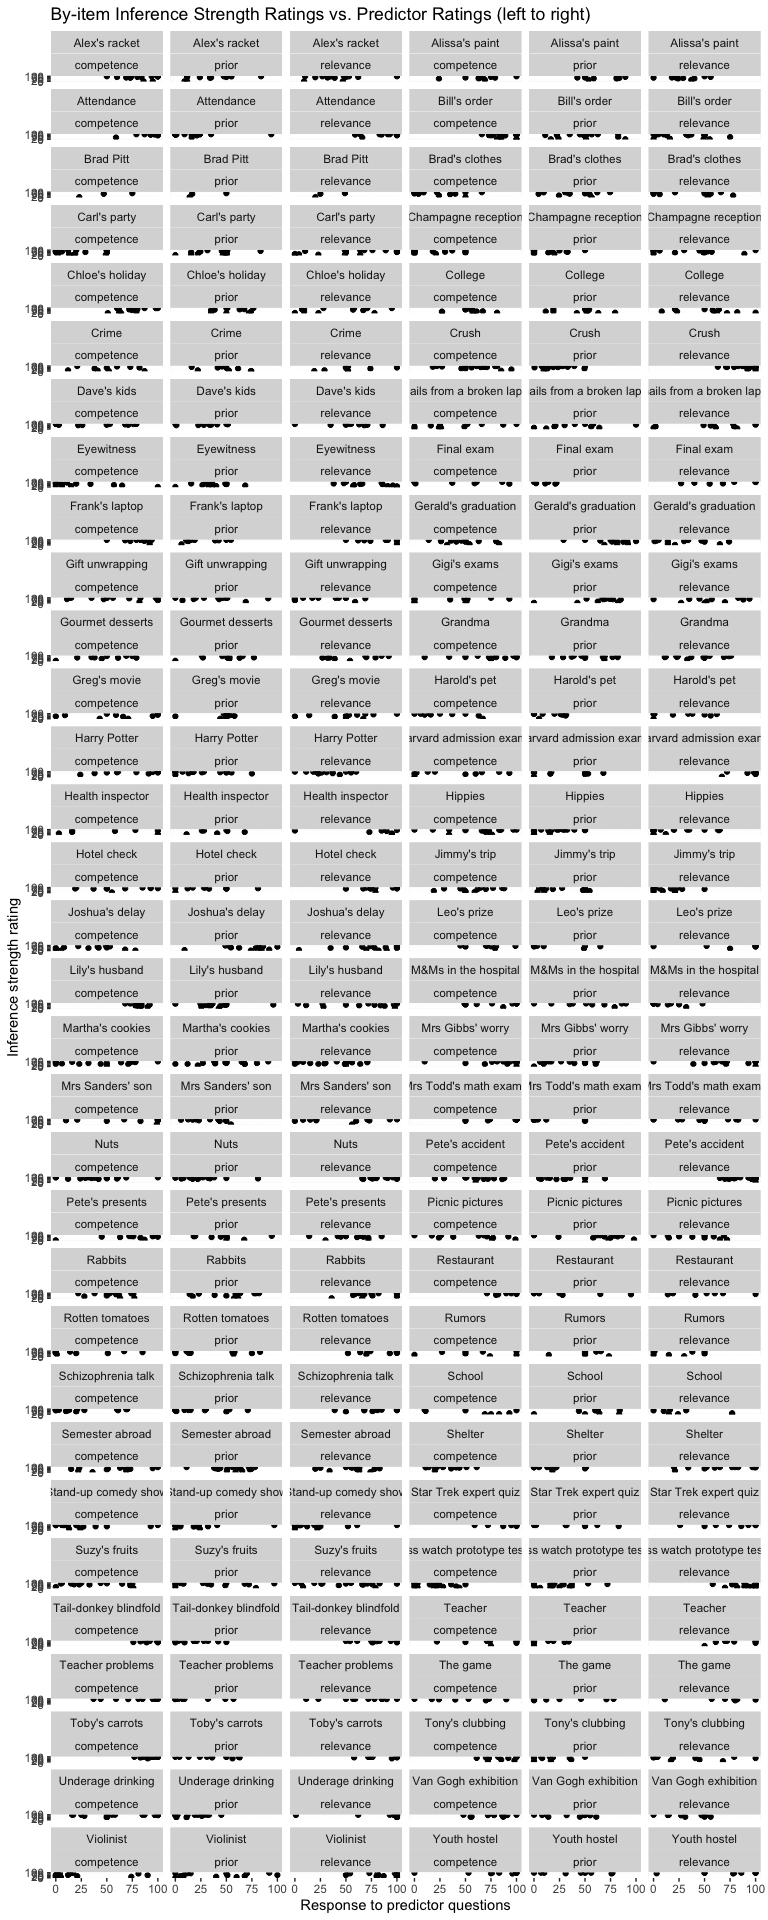 By-item Inference Strength Ratings vs. Predictor Ratings (left to right)
Alex's racket Alex's racket Alex's racket Alissa's paint Alissa's paint Alissa's paint
competence prior relevance competence prior relevance
Attendance Attendance Attendance Bill's order Bill's order Bill's order
competence prior relevance competence prior relevance
Brad Pitt Brad Pitt Brad Pitt Brad's clothes Brad's clothes Brad's clothes
competence prior relevance competence prior relevance
Carl's party Carl's party Carl's party Champagne reception Champagne reception Champagne reception
competence prior relevance competence prior relevance
Chloe's holiday Chloe's holiday Chloe's holiday College College College
competence prior relevance competence prior relevance
Crime Crime Crime Crush Crush Crush
competence prior relevance competence prior relevance
Dave's kids Dave's kids Dave's kids ails from a broken lap ails from a broken lap ails from a broken lap
competence prior relevance competence prior relevance
Eyewitness Eyewitness Eyewitness Final exam Final exam Final exam
competence prior relevance competence prior relevance
Frank's laptop Frank's laptop Frank's laptop Gerald's graduation Gerald's graduation Gerald's graduation
competence prior relevance competence prior relevance
Gift unwrapping Gift unwrapping Gift unwrapping Gigi's exams Gigi's exams Gigi's exams
competence prior relevance competence prior relevance
Gourmet desserts Gourmet desserts Gourmet desserts Grandma Grandma Grandma
competence prior relevance competence prior relevance
Greg's movie Greg's movie Greg's movie Harold's pet Harold's pet Harold's pet
competence prior relevance competence prior relevance
Harry Potter Harry Potter Harry Potter arvard admission exar arvard admission exar arvard admission exar
competence prior relevance competence prior relevance
Health inspector Health inspector Health inspector Hippies Hippies Hippies
competence prior relevance competence prior relevance
Hotel check Hotel check Hotel check Jimmy's trip Jimmy's trip Jimmy's trip
competence prior relevance competence prior relevance
Joshua's delay Joshua's delay Joshua's delay Leo's prize Leo's prize Leo's prize
competence prior relevance competence prior relevance
Lily's husband Lily's husband Lily's husband M&Ms in the hospital M&Ms in the hospital M&Ms in the hospital
competence prior relevance competence prior relevance
Martha's cookies Martha's cookies Martha's cookies Mrs Gibbs' worry Mrs Gibbs' worry Mrs Gibbs' worry
competence prior relevance competence prior relevance
Mrs Sanders' son Mrs Sanders' son Mrs Sanders' son Mrs Todd's math exam Mrs Todd's math exam Mrs Todd's math exam
competence prior relevance competence prior relevance
Nuts Nuts Nuts Pete's accident Pete's accident Pete's accident
competence prior relevance competence prior relevance
Pete's presents Pete's presents Pete's presents Picnic pictures Picnic pictures Picnic pictures
competence prior relevance competence prior relevance
Rabbits Rabbits Rabbits Restaurant Restaurant Restaurant
competence prior relevance competence prior relevance
Rotten tomatoes Rotten tomatoes Rotten tomatoes Rumors Rumors Rumors
competence prior relevance competence prior relevance
Schizophrenia talk Schizophrenia talk Schizophrenia talk School School School
competence prior relevance competence prior relevance
Semester abroad Semester abroad Semester abroad Shelter Shelter Shelter
competence prior relevance competence prior relevance
Stand-up comedy show Stand-up comedy show Stand-up comedy show Star Trek expert quiz Star Trek expert quiz Star Trek expert quiz
competence prior relevance competence prior relevance
Suzy's fruits Suzy's fruits Suzy's fruits ss watch prototype tes ss watch prototype tes ss watch prototype tes
competence prior relevance competence prior relevance
Tail-donkey blindfold Tail-donkey blindfold Tail-donkey blindfold Teacher Teacher Teacher
competence prior relevance competence prior relevance
Teacher problems Teacher problems Teacher problems The game The game The game
competence prior relevance competence prior relevance
Toby's carrots Toby's carrots Toby's carrots Tony's clubbing Tony's clubbing Tony's clubbing
competence prior relevance competence prior relevance
Underage drinking Underage drinking Underage drinking Van Gogh exhibition Van Gogh exhibition Van Gogh exhibition
competence prior relevance competence prior relevance
Violinist Violinist Violinist Youth hostel Youth hostel Youth hostel
competence prior relevance competence prior relevance
0 25 50 75 100 0 25 50 75 100 0 25 50 75 100 0 25 50 75 100 0 25 50 75 100 0 25 50 75 100
Response to predictor questions
Inference strength rating